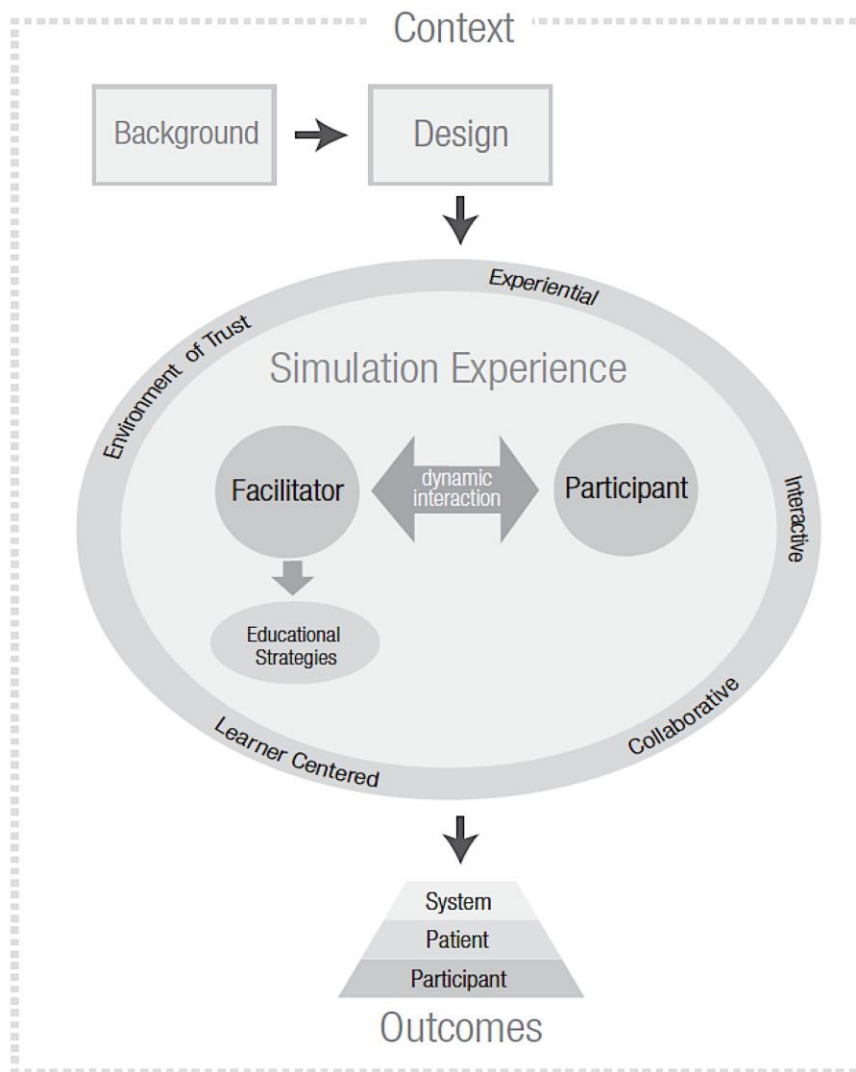 Context
Background
Design
Experiential
Environment of Trust
Simulation Experience
Facilitator
dynamic
interaction
Participant
Interactive
Educational
Strategies
Collaborative
Learner Centered
System
Patient
Participant
Outcomes